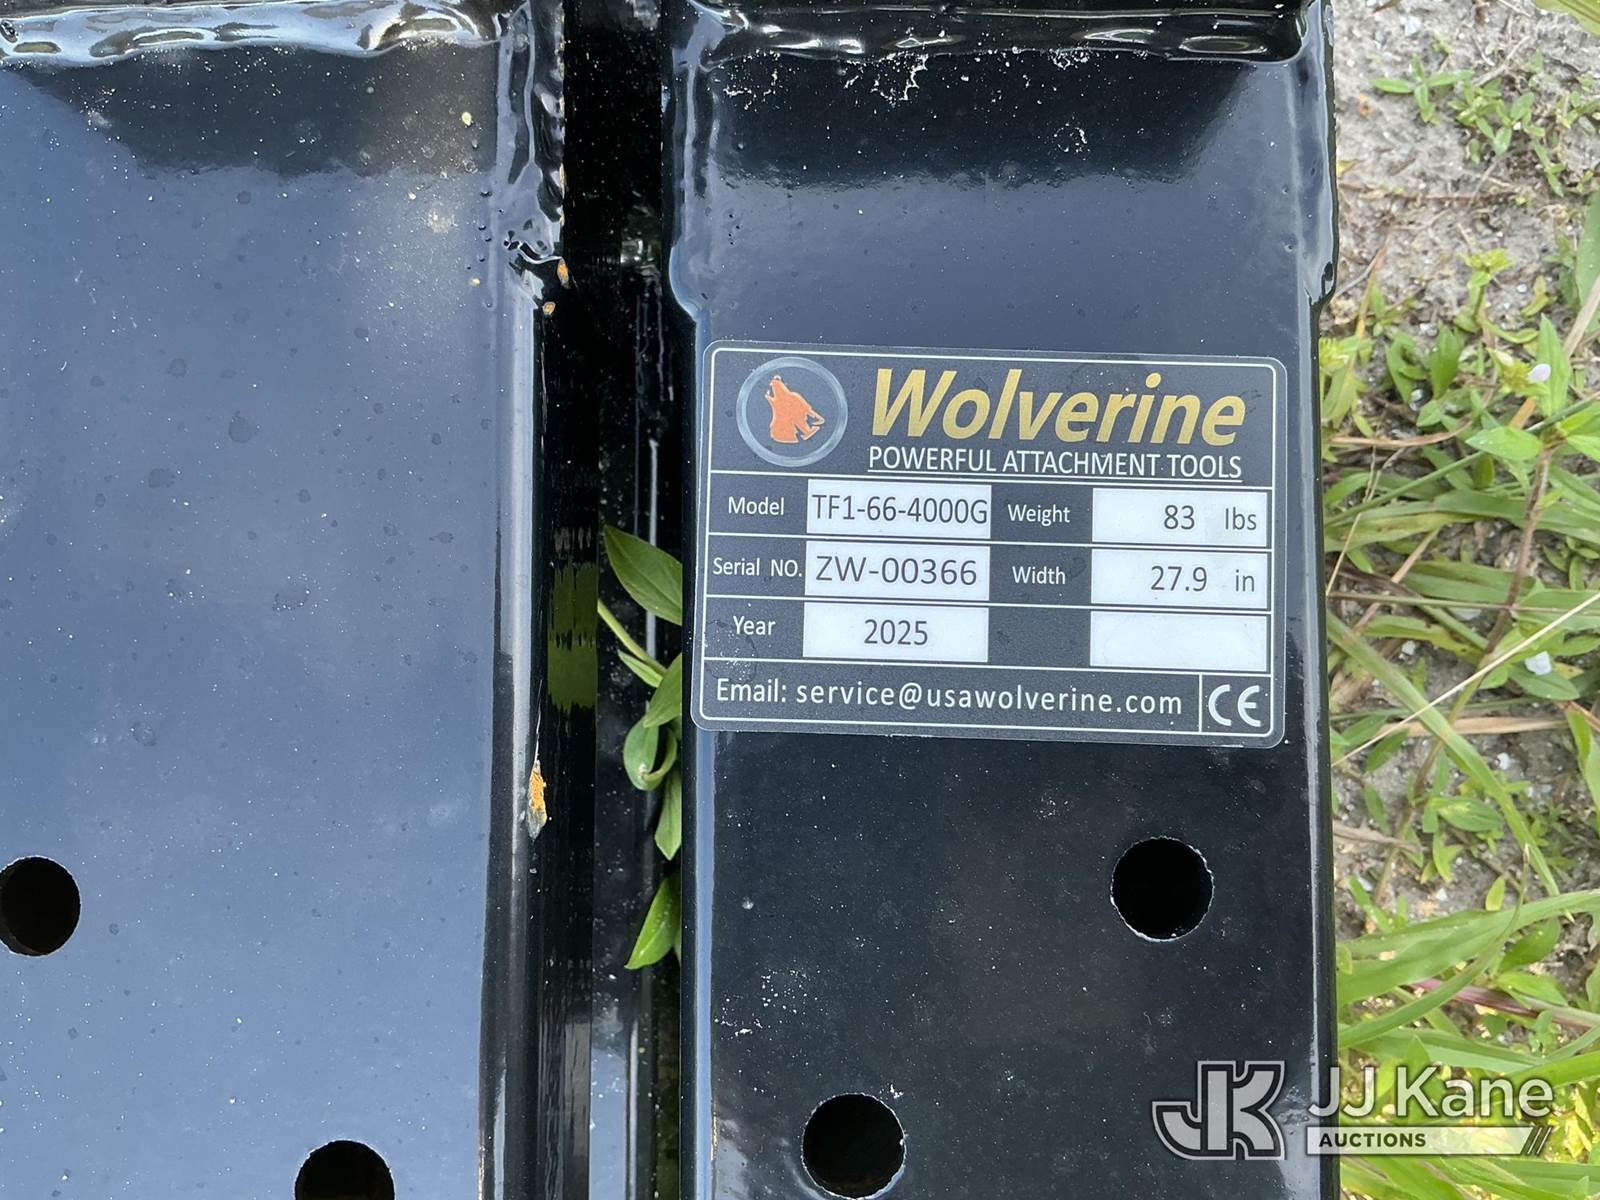 Wolverine
POWERFUL ATTACHMENT TOOLS
Model TF1-66-4000G Weight 83 lbs
Serial NO. ZW-00366 Width 27.9 in
Year 2025
Email: service@usawolverine.com CE
JK JJ Kane
AUCTIONS